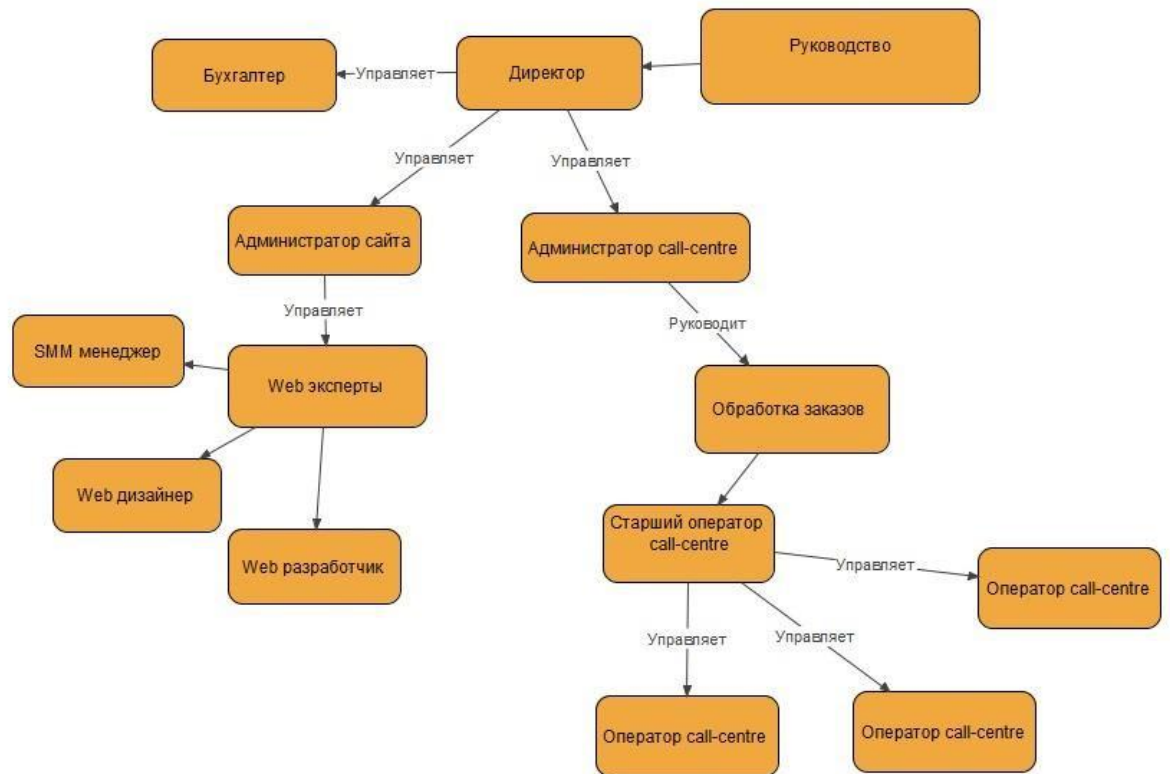 Руководство
Бухгалтер
Управляет
Директор
Управляет
Управляет
Администратор сайта
Администратор call-centre
Управляет
Руководит
SMM менеджер
Web эксперты
Обработка заказов
Web дизайнер
Старший оператор
call-centre
Web разработчик
Управляет
Оператор call-centre
Управляет
Управляет
Оператор call-centre
Оператор call-centre